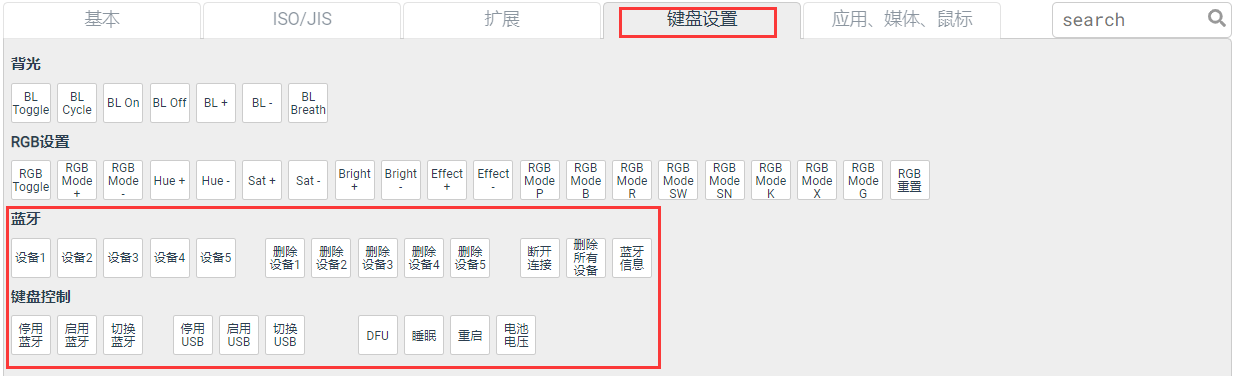 基本 ISO/JIS 扩展 键盘设置 应用、媒体、鼠标 search
背光
BL Toggle BL Cycle BL On BL Off BL + BL - BL Breath
RGB设置
RGB Toggle RGB Mode + RGB Mode - Hue + Hue - Sat + Sat - Bright + Bright - Effect + Effect - RGB Mode P RGB Mode B RGB Mode R RGB Mode SW RGB Mode SN RGB Mode K RGB Mode X RGB Mode G RGB 重置
蓝牙
设备1 设备2 设备3 设备4 设备5 删除设备1 删除设备2 删除设备3 删除设备4 删除设备5 断开连接 删除所有设备 蓝牙信息
键盘控制
停用蓝牙 启用蓝牙 切换蓝牙 停用USB 启用USB 切换USB DFU 睡眠 重启 电池电压